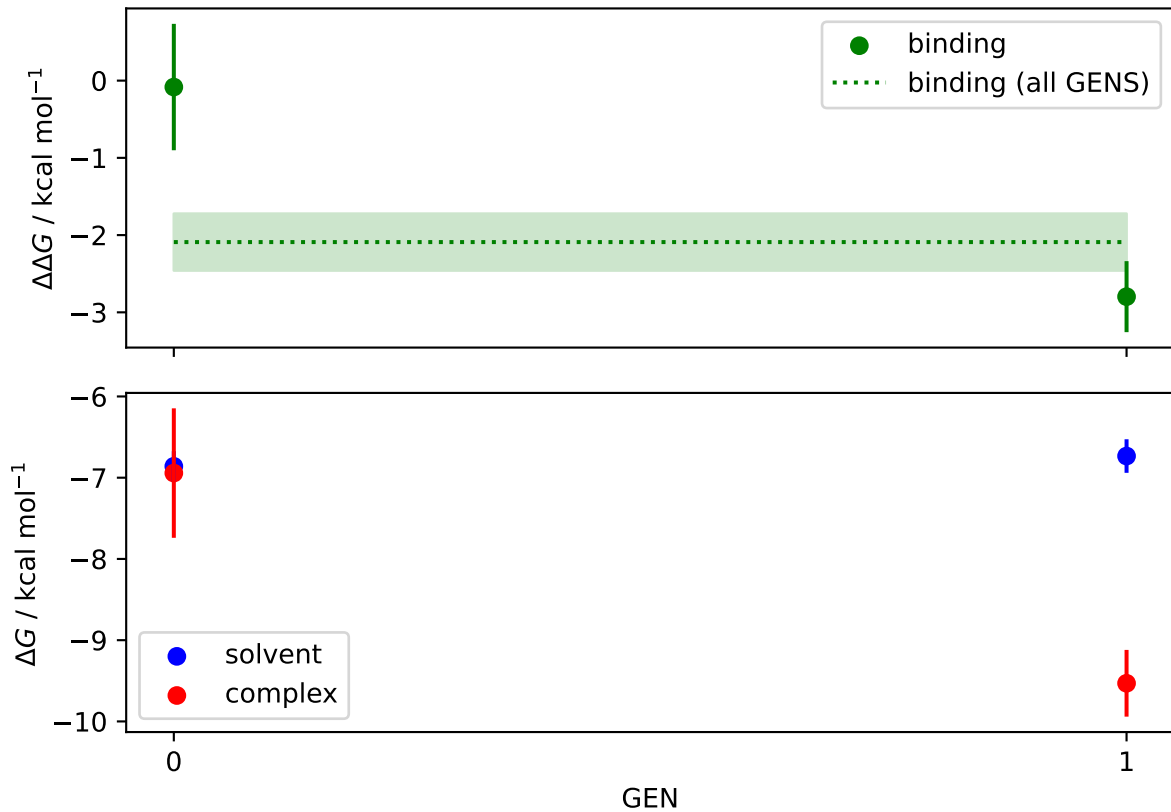 binding
binding (all GENS)
0
−1
−2
−3
ΔΔG / kcal mol⁻¹
−6
−7
−8
−9
−10
ΔG / kcal mol⁻¹
solvent
complex
0 1
GEN